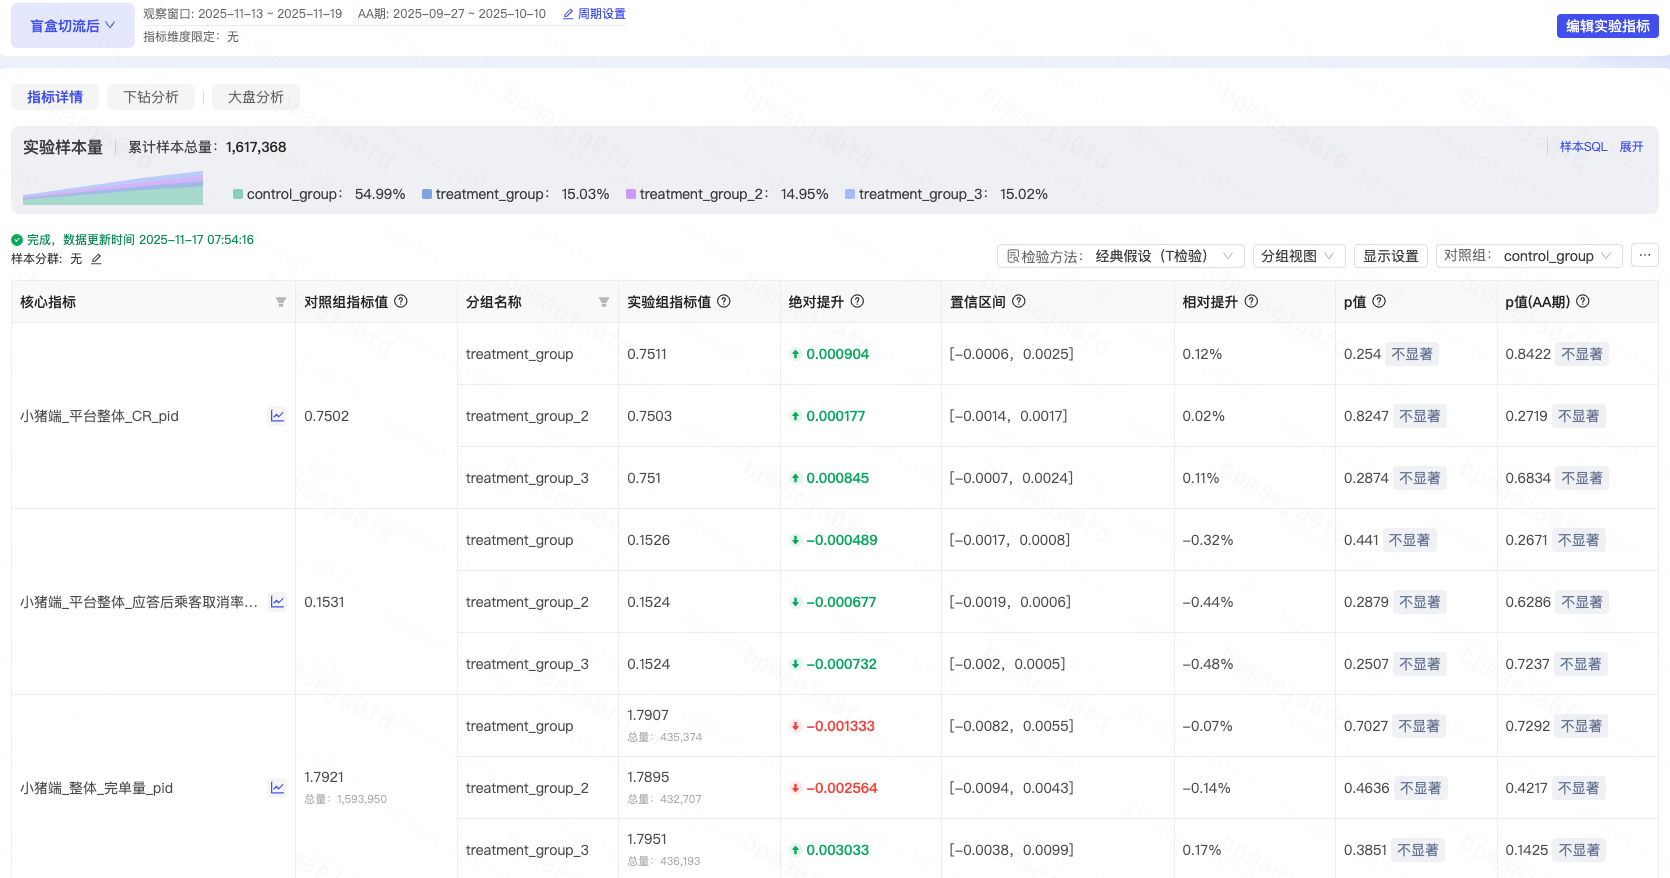 盲盒切流后
观察窗口: 2025-11-13 ~ 2025-11-19 AA期: 2025-09-27 ~ 2025-10-10 周期设置
指标维度限定: 无
编辑实验指标
指标详情 下钻分析 大盘分析
实验样本量 累计样本总量: 1,617,368 样本SQL 展开
control_group: 54.99% treatment_group: 15.03% treatment_group_2: 14.95% treatment_group_3: 15.02%
完成, 数据更新时间 2025-11-17 07:54:16
样本分群: 无
检验方法: 经典假设 (T检验) 分组视图 显示设置 对照组: control_group ...
核心指标 对照组指标值 分组名称 实验组指标值 绝对提升 置信区间 相对提升 p值 p值(AA期)
小猪端_平台整体_CR_pid 0.7502
treatment_group 0.7511 0.000904 [-0.0006, 0.0025] 0.12% 0.254 不显著 0.8422 不显著
treatment_group_2 0.7503 0.000177 [-0.0014, 0.0017] 0.02% 0.8247 不显著 0.2719 不显著
treatment_group_3 0.751 0.000845 [-0.0007, 0.0024] 0.11% 0.2874 不显著 0.6834 不显著
小猪端_平台整体_应答后乘客取消率... 0.1531
treatment_group 0.1526 -0.000489 [-0.0017, 0.0008] -0.32% 0.441 不显著 0.2671 不显著
treatment_group_2 0.1524 -0.000677 [-0.0019, 0.0006] -0.44% 0.2879 不显著 0.6286 不显著
treatment_group_3 0.1524 -0.000732 [-0.002, 0.0005] -0.48% 0.2507 不显著 0.7237 不显著
小猪端_整体_完单量_pid 1.7921
总量: 1,593,950
treatment_group 1.7907 -0.001333 [-0.0082, 0.0055] -0.07% 0.7027 不显著 0.7292 不显著
总量: 435,374
treatment_group_2 1.7895 -0.002564 [-0.0094, 0.0043] -0.14% 0.4636 不显著 0.4217 不显著
总量: 432,707
treatment_group_3 1.7951 0.003033 [-0.0038, 0.0099] 0.17% 0.3851 不显著 0.1425 不显著
总量: 436,193